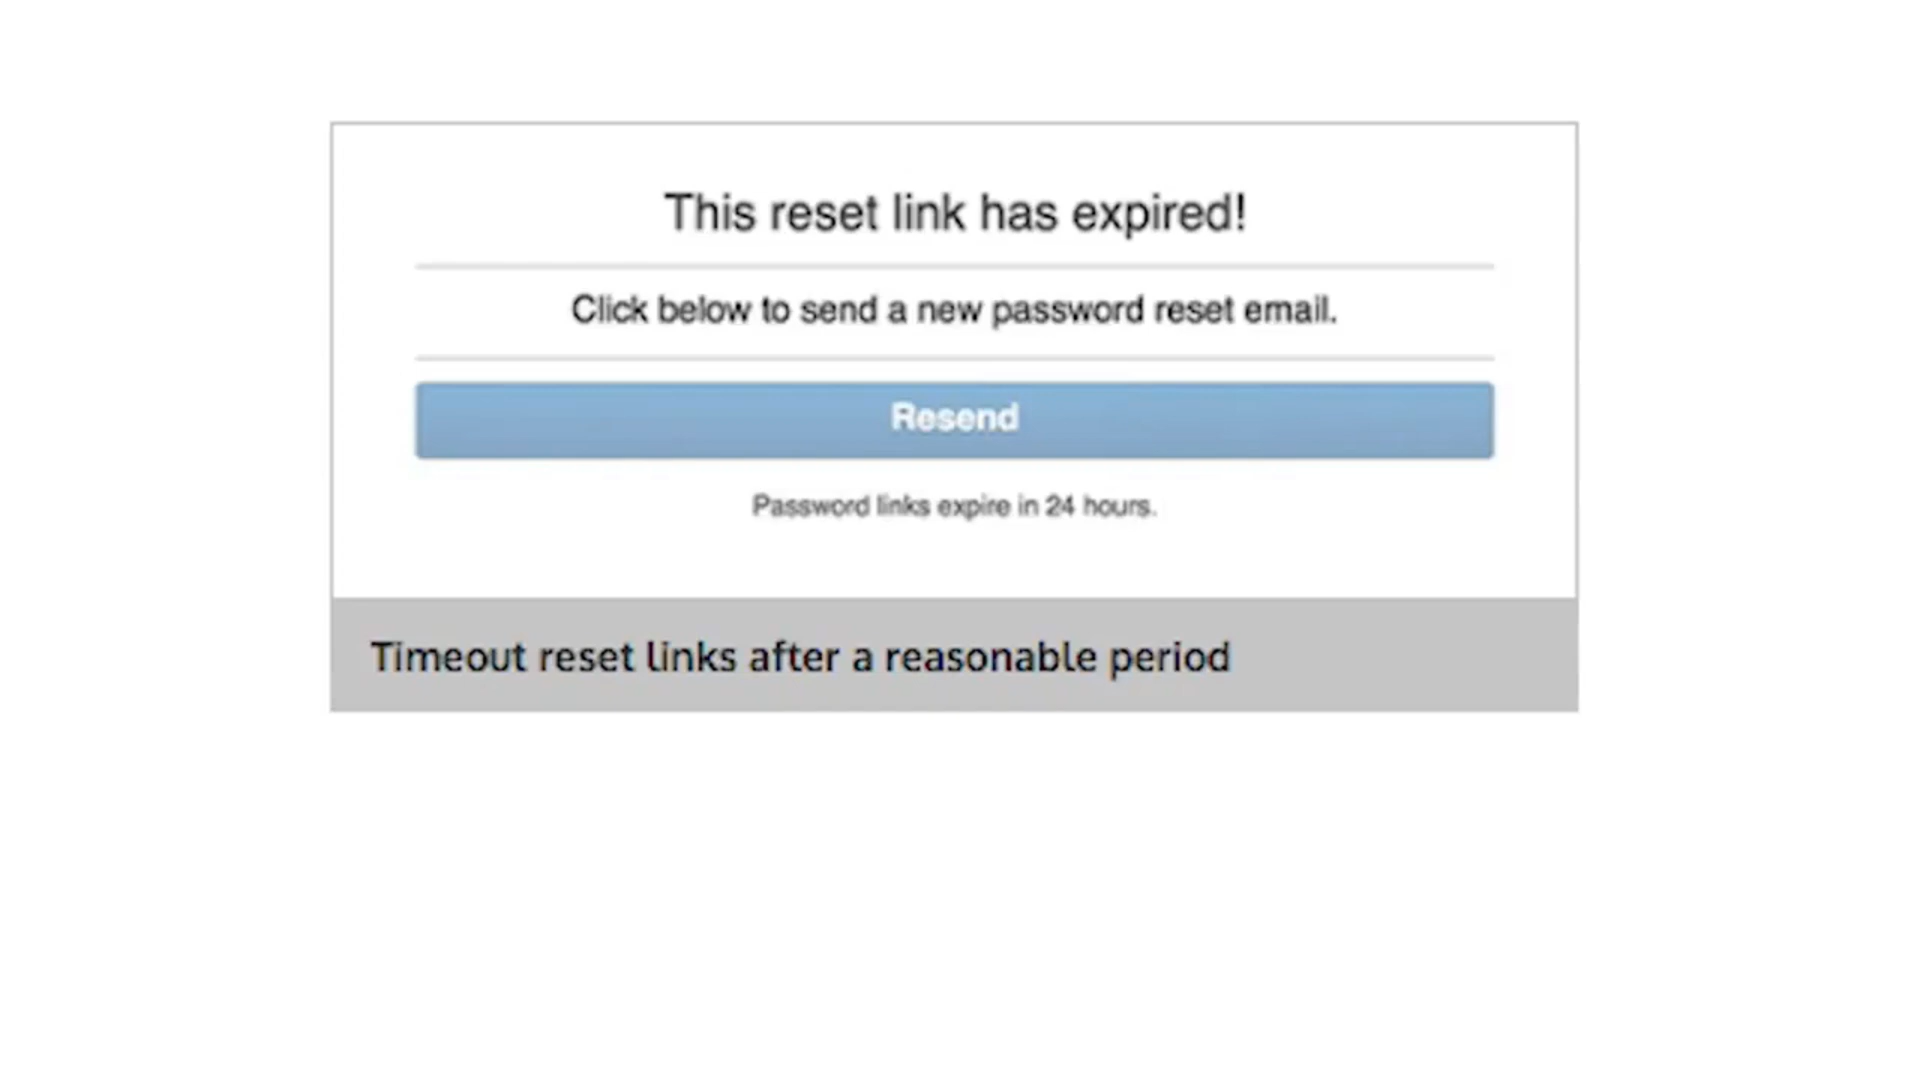 This reset link has expired!
Click below to send a new password reset email.
Resend
Password links expire in 24 hours.
Timeout reset links after a reasonable period